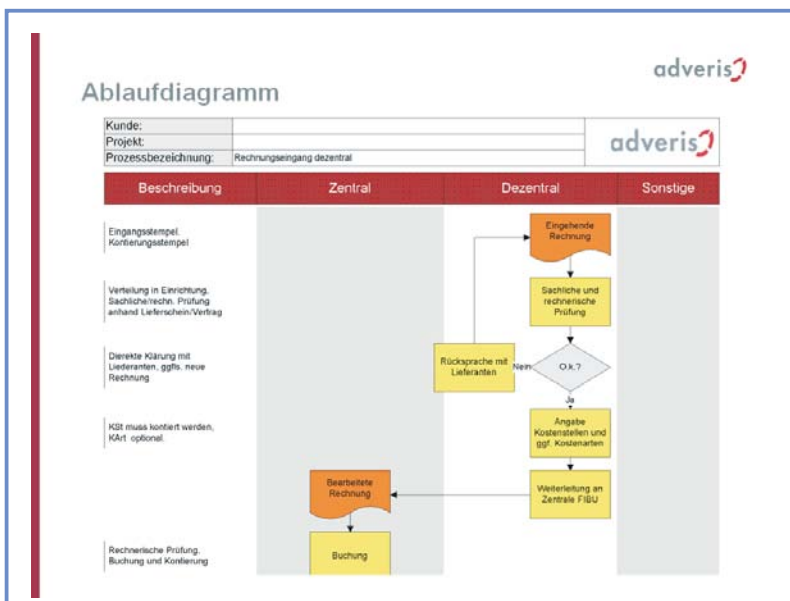 adveris
Ablaufdiagramm
Kunde:
Projekt:
Prozessbezeichnung: Rechnungseingang dezentral
adveris
Beschreibung Zentral Dezentral Sonstige
Eingangsstempel.
Kontierungsstempel
Eingehende
Rechnung
Verteilung in Einrichtung,
Sachliche/rechn. Prüfung
anhand Lieferschein/Vertrag
Sachliche und
rechnerische
Prüfung
Dierekte Klärung mit
Liederanten, ggfls. neue
Rechnung
Rücksprache mit
Lieferanten
Nein
O.k.?
Ja
KSt muss kontiert werden,
KArt optional.
Angabe
Kostenstellen und
ggf. Kostenarten
Bearbeitete
Rechnung
Weiterleitung an
Zentrale FIBU
Rechnerische Prüfung,
Buchung und Kontierung
Buchung